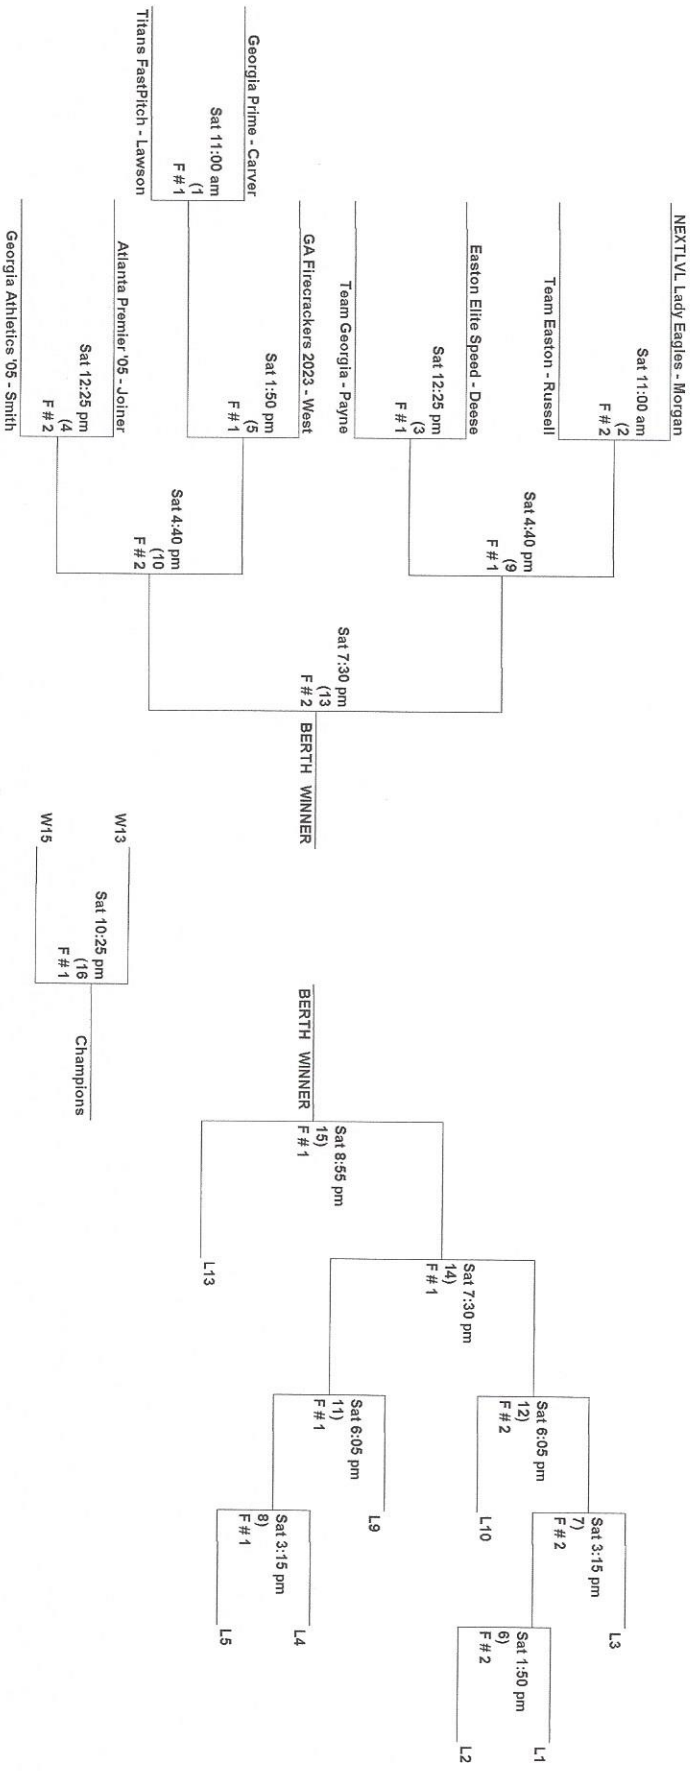 NEXTLVL Lady Eagles - Morgan
Sat 11:00 am
(2
F # 2
Team Easton - Russell
Sat 4:40 pm
(9
F # 1
Easton Elite Speed - Deese
Sat 12:25 pm
(3
F # 1
Team Georgia - Payne
Sat 7:30 pm
(13
F # 2
BERTH WINNER
GA Firecrackers 2023 - West
Sat 1:50 pm
(5
F # 1
Georgia Prime - Carver
Sat 11:00 am
(1
F # 1
Titans FastPitch - Lawson
Sat 4:40 pm
(10
F # 2
Atlanta Premier '05 - Joiner
Sat 12:25 pm
(4
F # 2
Georgia Athletics '05 - Smith
W13
Sat 10:25 pm
(16
F # 1
W15
Champions
BERTH WINNER
Sat 8:55 pm
15)
F # 1
L13
Sat 7:30 pm
14)
F # 1
Sat 6:05 pm
12)
F # 2
L10
Sat 3:15 pm
7)
F # 2
L3
Sat 1:50 pm
6)
F # 2
L1
L2
Sat 6:05 pm
11)
F # 1
L9
Sat 3:15 pm
8)
F # 1
L4
L5